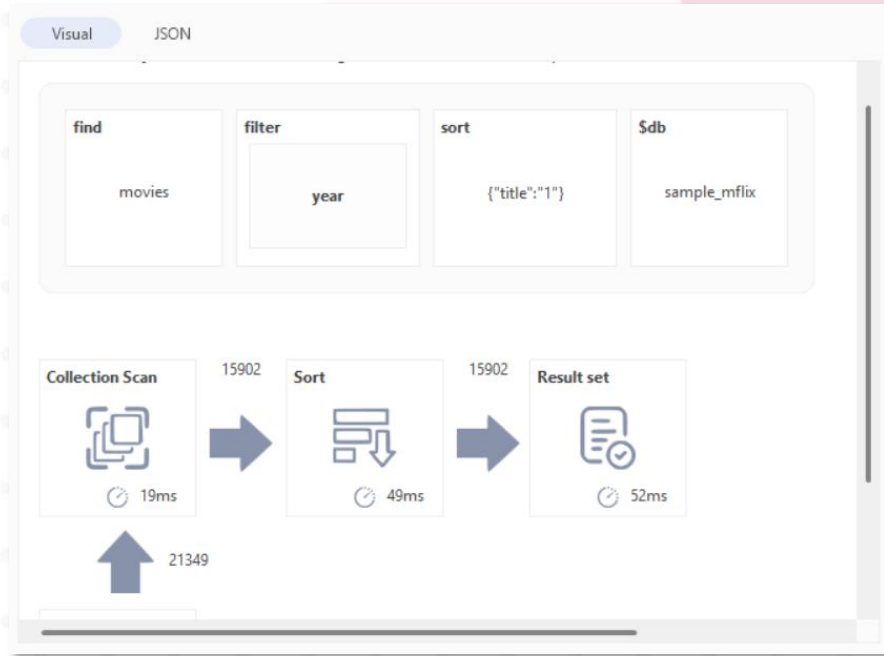 Visual JSON
find filter sort $db
movies year {"title":"1"} sample_mflix
Collection Scan 15902 Sort 15902 Result set
19ms 49ms 52ms
21349